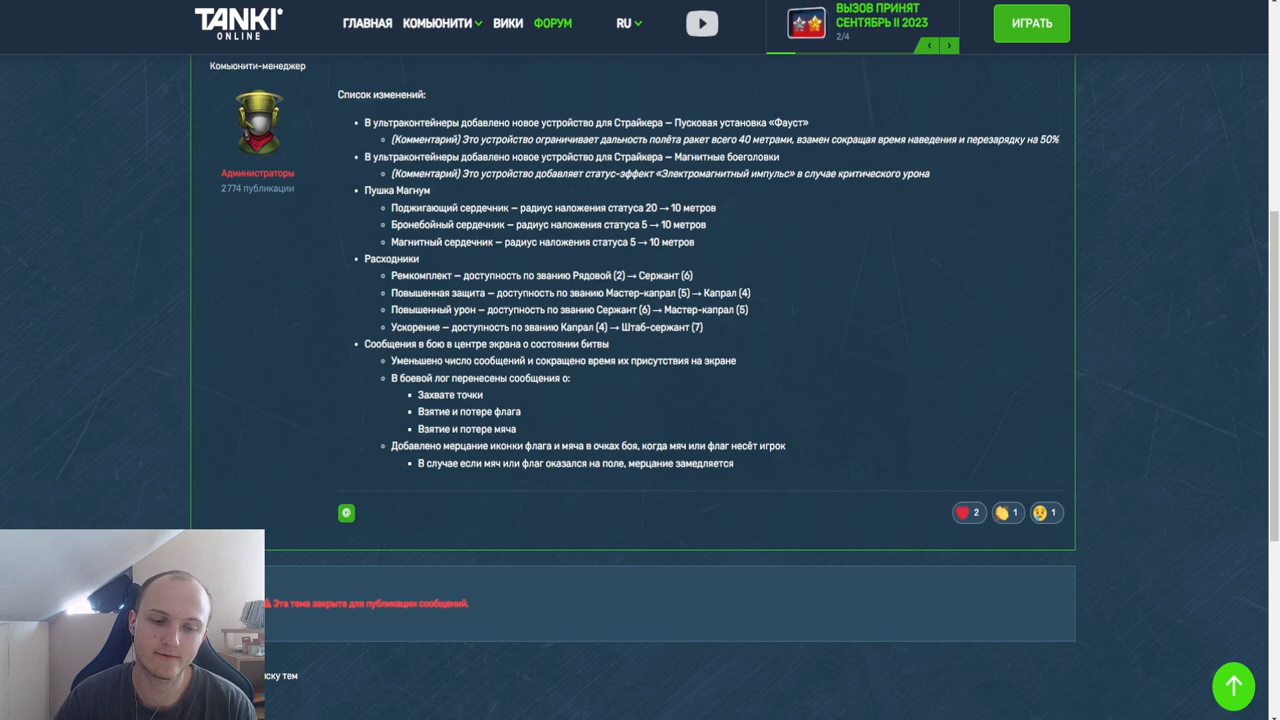 TANKI
ONLINE
ГЛАВНАЯ
КОМЬЮНИТИ
ВИКИ
ФОРУМ
RU
ВЫЗОВ ПРИНЯТ
СЕНТЯБРЬ II 2023
2/4
ИГРАТЬ
Комьюнити-менеджер
Администраторы
2 774 публикации
Список изменений:
В ультраконтейнеры добавлено новое устройство для Страйкера — Пусковая установка «Фауст»
(Комментарий) Это устройство ограничивает дальность полёта ракет всего 40 метрами, взамен сокращая время наведения и перезарядку на 50%
В ультраконтейнеры добавлено новое устройство для Страйкера — Магнитные боеголовки
(Комментарий) Это устройство добавляет статус-эффект «Электромагнитный импульс» в случае критического урона
Пушка Магнум
Поджигающий сердечник — радиус наложения статуса 20 → 10 метров
Бронебойный сердечник — радиус наложения статуса 5 → 10 метров
Магнитный сердечник — радиус наложения статуса 5 → 10 метров
Расходники
Ремкомплект — доступность по званию Рядовой (2) → Сержант (6)
Повышенная защита — доступность по званию Мастер-капрал (5) → Капрал (4)
Повышенный урон — доступность по званию Сержант (6) → Мастер-капрал (5)
Ускорение — доступность по званию Капрал (4) → Штаб-сержант (7)
Сообщения в бою в центре экрана о состоянии битвы
Уменьшено число сообщений и сокращено время их присутствия на экране
В боевой лог перенесены сообщения о:
Захвате точки
Взятие и потере флага
Взятие и потере мяча
Добавлено мерцание иконки флага и мяча в очках боя, когда мяч или флаг несёт игрок
В случае если мяч или флаг оказался на поле, мерцание замедляется
@
2
1
1
Эта тема закрыта для публикации сообщений.
ску тем